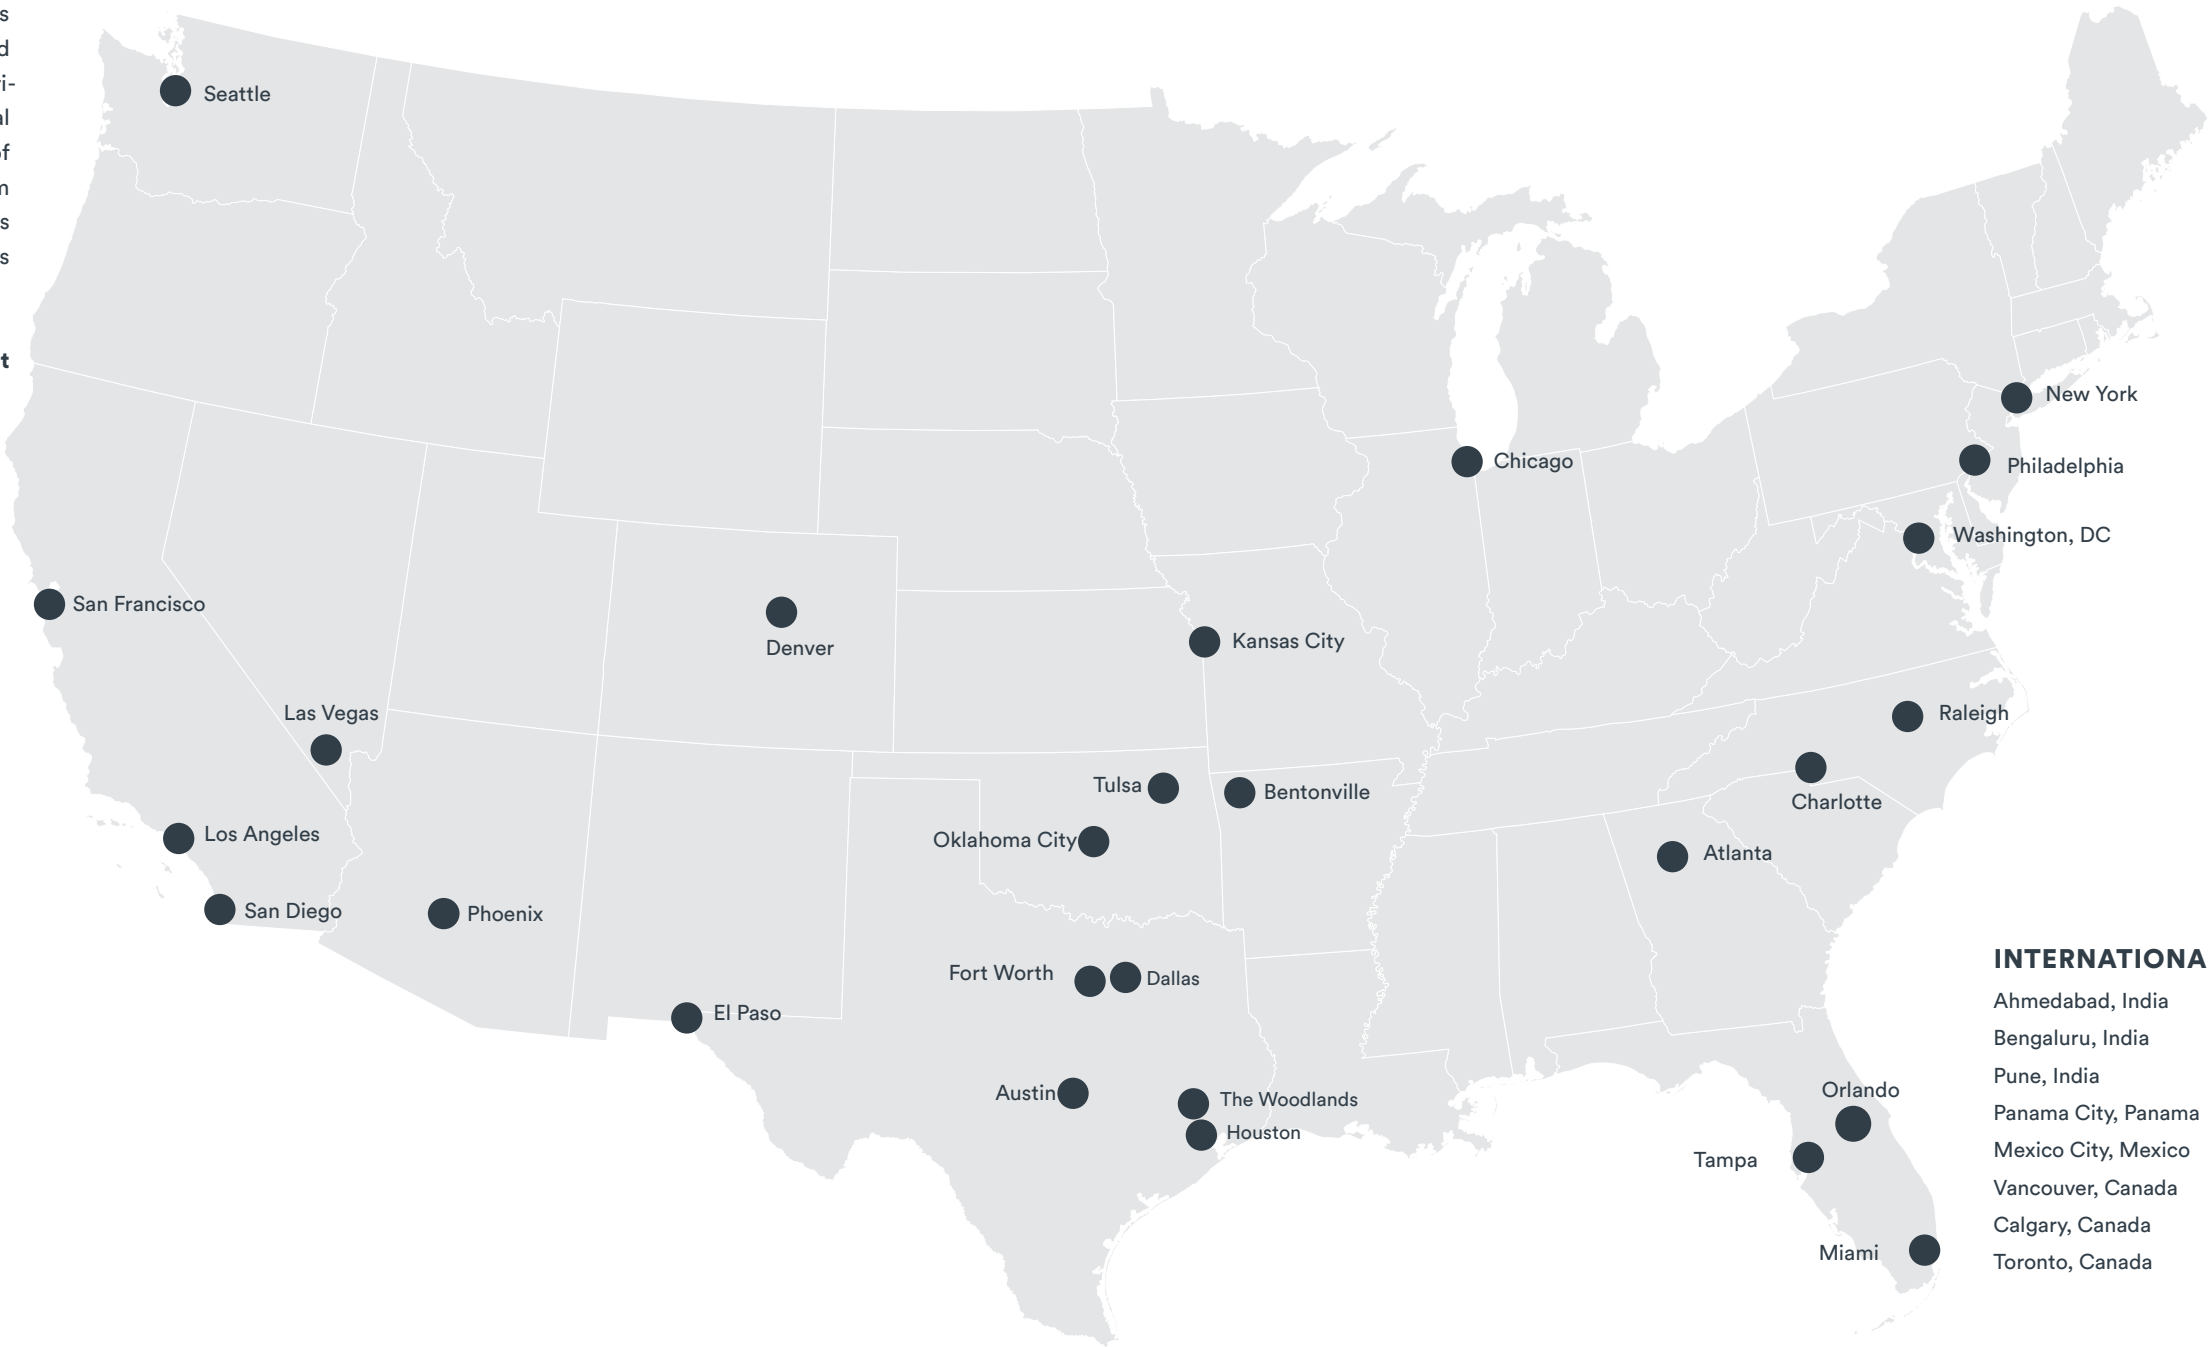 s
d
ri-
al
of
m
s
s
t
Seattle
New York
Chicago
Philadelphia
Washington, DC
San Francisco
Denver
Kansas City
Las Vegas
Raleigh
Tulsa
Bentonville
Charlotte
Los Angeles
Oklahoma City
Atlanta
San Diego
Phoenix
Fort Worth
Dallas
El Paso
Austin
The Woodlands
Houston
Orlando
Tampa
Miami
INTERNATIONA
Ahmedabad, India
Bengaluru, India
Pune, India
Panama City, Panama
Mexico City, Mexico
Vancouver, Canada
Calgary, Canada
Toronto, Canada